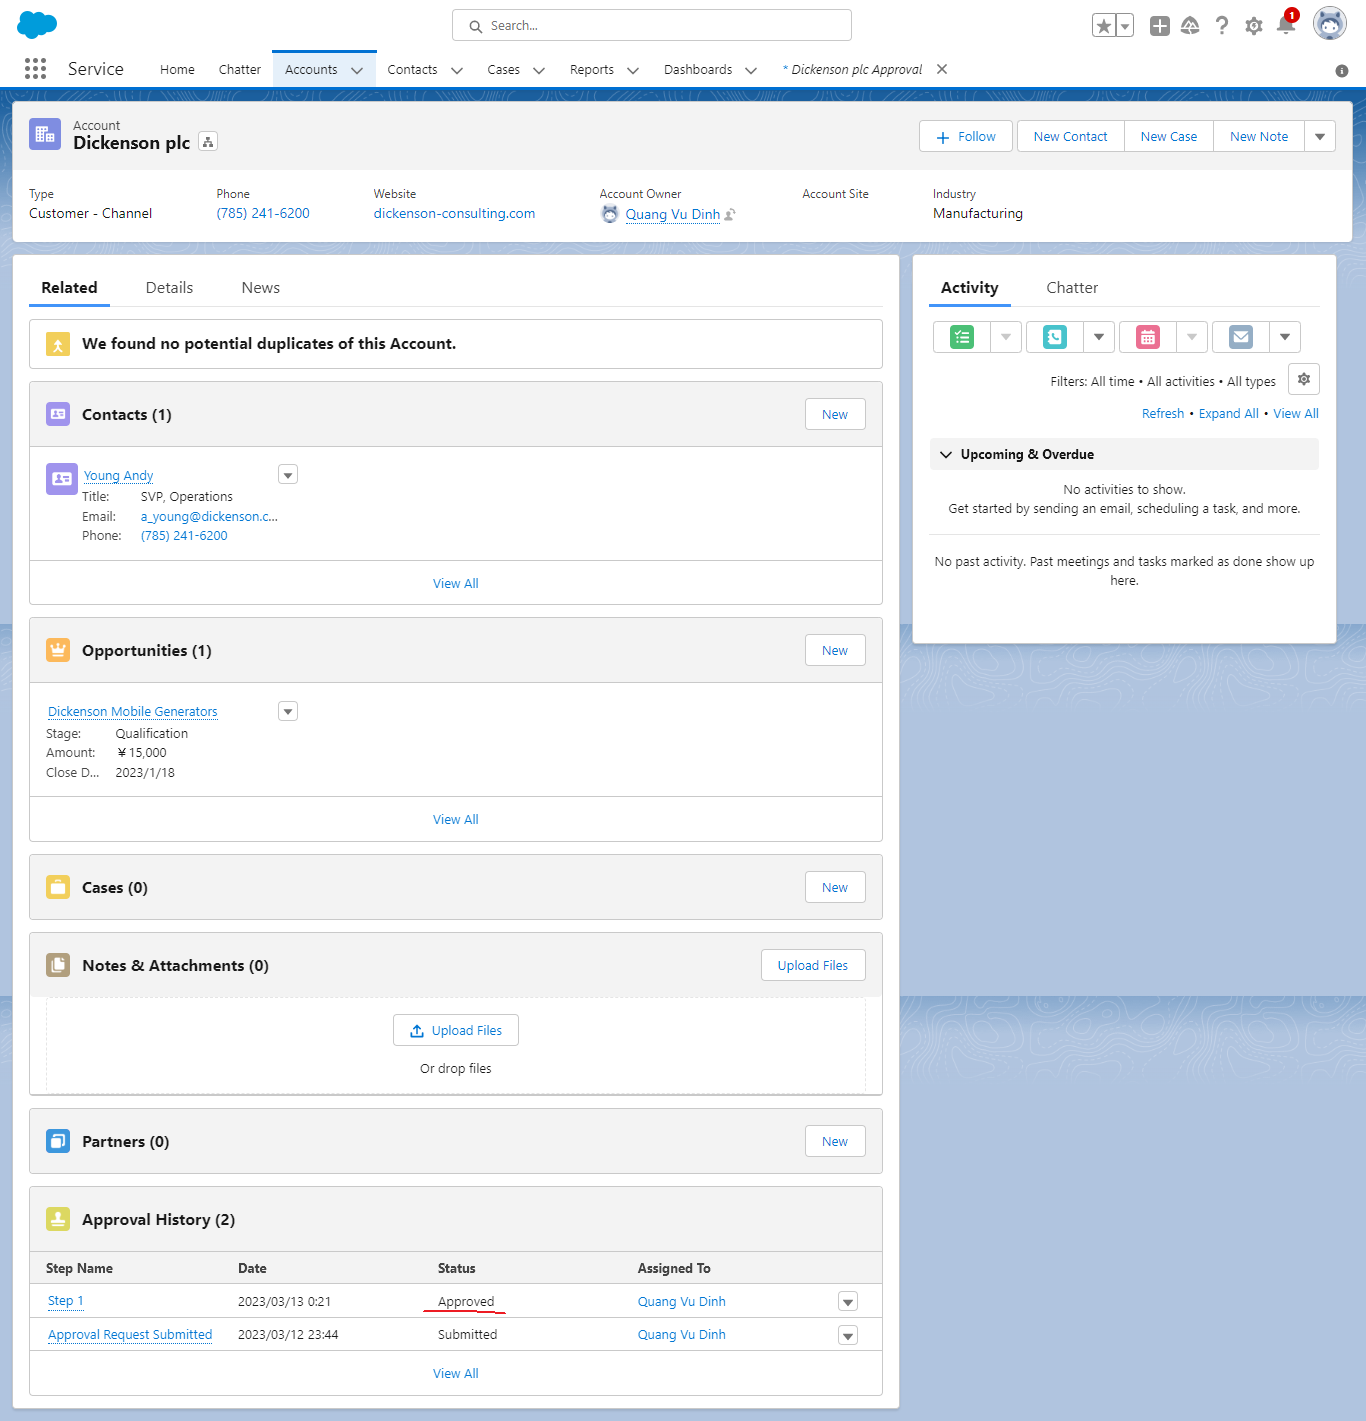 Search...
1
Service Home Chatter Accounts Contacts Cases Reports Dashboards * Dickenson plc Approval
Account
Dickenson plc
Follow New Contact New Case New Note
Type Phone Website Account Owner Account Site Industry
Customer - Channel (785) 241-6200 dickenson-consulting.com Quang Vu Dinh Manufacturing
Related Details News
We found no potential duplicates of this Account.
Contacts (1) New
Young Andy
Title: SVP, Operations
Email: a_young@dickenson.c...
Phone: (785) 241-6200
View All
Opportunities (1) New
Dickenson Mobile Generators
Stage: Qualification
Amount: ￥15,000
Close D... 2023/1/18
View All
Cases (0) New
Notes & Attachments (0) Upload Files
Upload Files
Or drop files
Partners (0) New
Approval History (2)
Step Name Date Status Assigned To
Step 1 2023/03/13 0:21 Approved Quang Vu Dinh
Approval Request Submitted 2023/03/12 23:44 Submitted Quang Vu Dinh
View All
Activity Chatter
Filters: All time • All activities • All types
Refresh • Expand All • View All
Upcoming & Overdue
No activities to show.
Get started by sending an email, scheduling a task, and more.
No past activity. Past meetings and tasks marked as done show up
here.